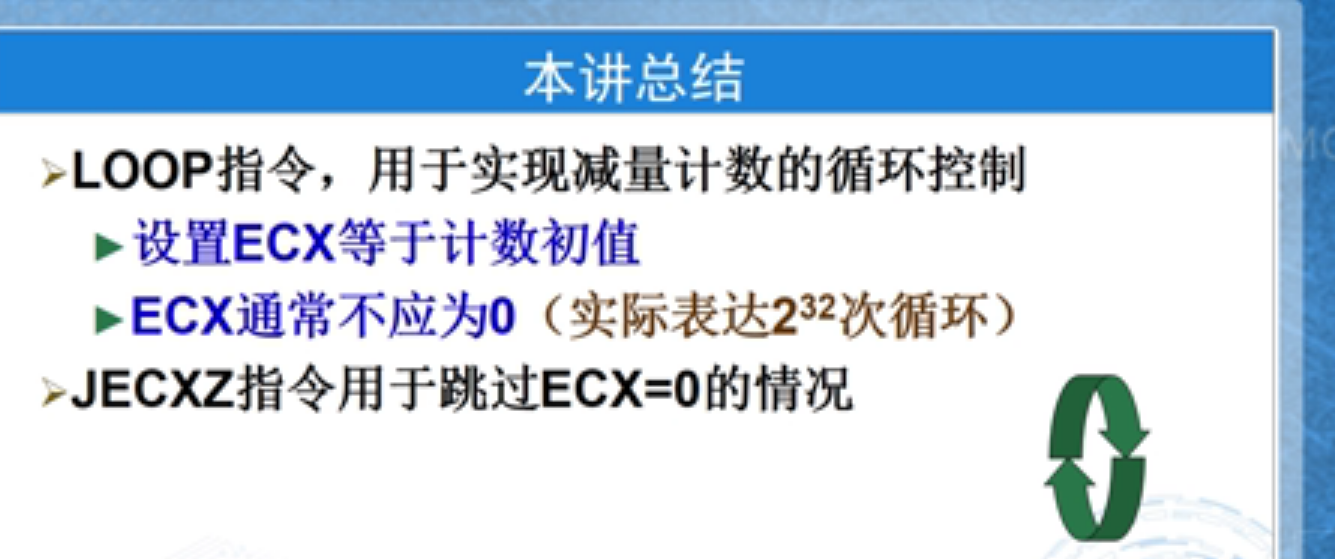 本讲总结
LOOP指令，用于实现减量计数的循环控制
设置ECX等于计数初值
ECX通常不应为0（实际表达2³²次循环）
JECXZ指令用于跳过ECX=0的情况